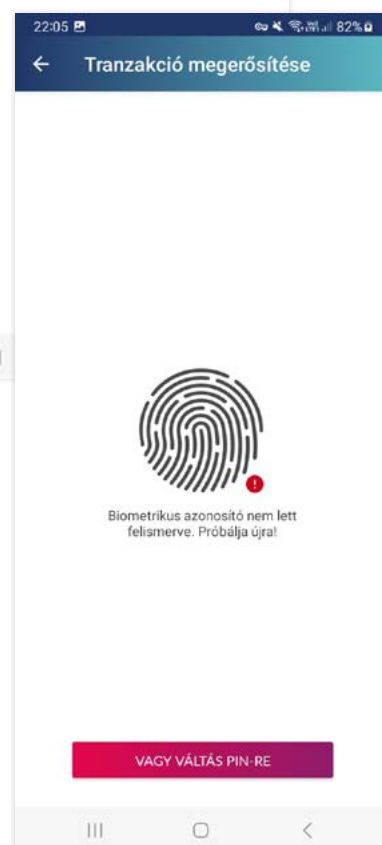 22:05 82%
Tranzakció megerősítése
!
Biometrikus azonosító nem lett
felismerve. Próbálja újra!
VAGY VÁLTÁS PIN-RE